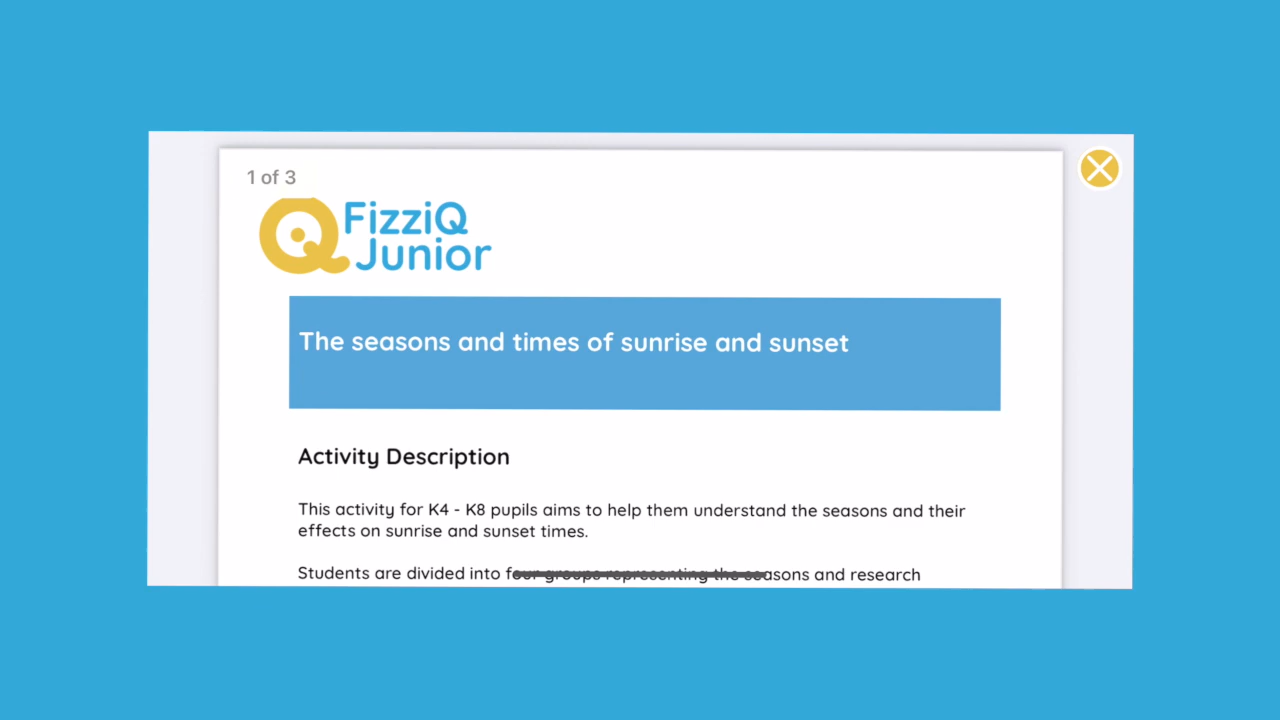 1 of 3
FizziQ
Junior
The seasons and times of sunrise and sunset
Activity Description
This activity for K4 - K8 pupils aims to help them understand the seasons and their
effects on sunrise and sunset times.
Students are divided into four groups representing the seasons and research